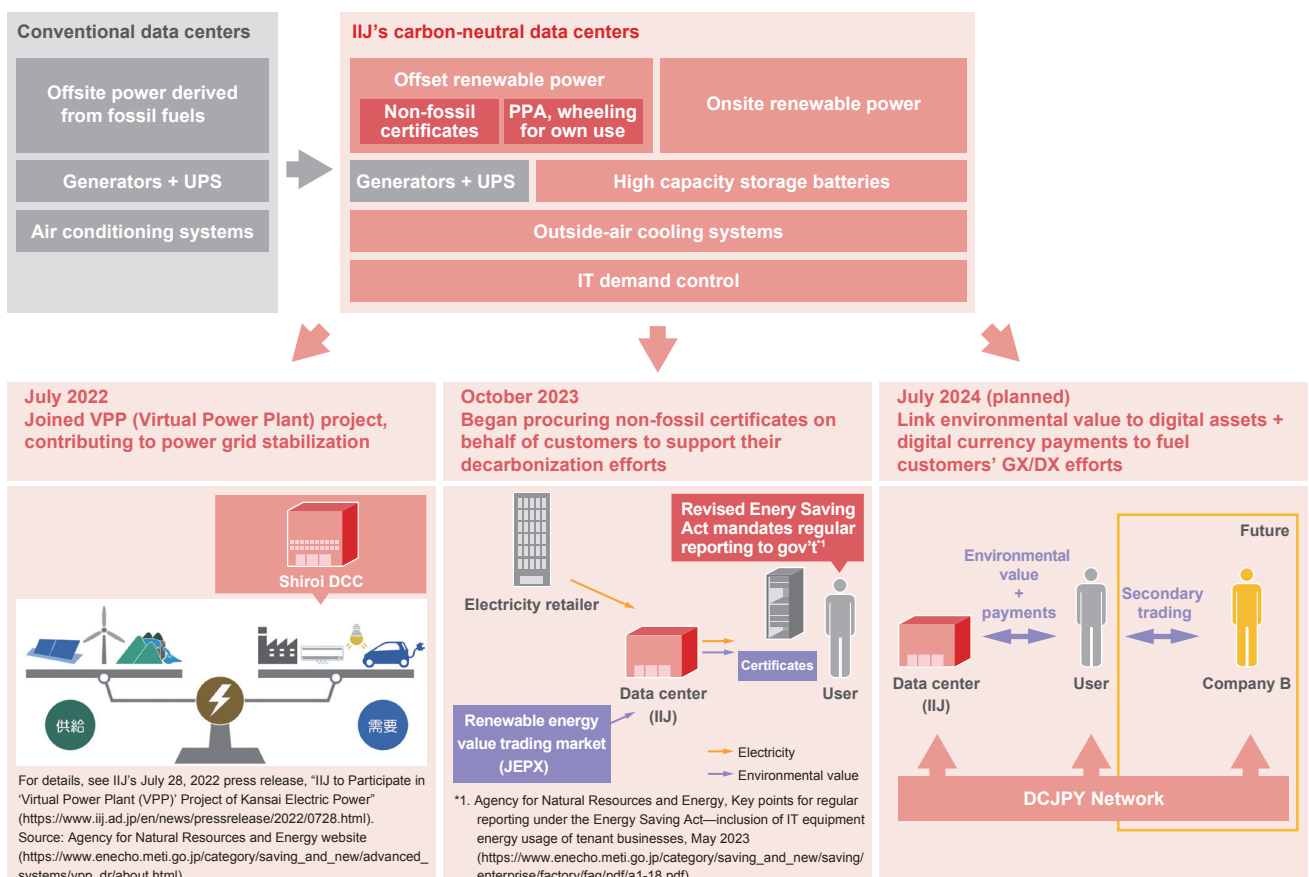 Conventional data centers
Offsite power derived
from fossil fuels
Generators + UPS
Air conditioning systems
IIJ's carbon-neutral data centers
Offset renewable power
Non-fossil
certificates
PPA, wheeling
for own use
Onsite renewable power
Generators + UPS
High capacity storage batteries
Outside-air cooling systems
IT demand control
July 2022
Joined VPP (Virtual Power Plant) project,
contributing to power grid stabilization
Shiroi DCC
供給
需要
For details, see IIJ's July 28, 2022 press release, "IIJ to Participate in
'Virtual Power Plant (VPP)' Project of Kansai Electric Power"
(https://www.iij.ad.jp/en/news/pressrelease/2022/0728.html).
Source: Agency for Natural Resources and Energy website
(https://www.enecho.meti.go.jp/category/saving_and_new/advanced_
systems/vpp_dr/about.html)
October 2023
Began procuring non-fossil certificates on
behalf of customers to support their
decarbonization efforts
Revised Enery Saving
Act mandates regular
reporting to gov't*1
Electricity retailer
Certificates
Data center
(IIJ)
User
Renewable energy
value trading market
(JEPX)
Electricity
Environmental value
*1. Agency for Natural Resources and Energy, Key points for regular
reporting under the Energy Saving Act—inclusion of IT equipment
energy usage of tenant businesses, May 2023
(https://www.enecho.meti.go.jp/category/saving_and_new/saving/
enterprise/factory/faq/pdf/a1-18.pdf)
July 2024 (planned)
Link environmental value to digital assets +
digital currency payments to fuel
customers' GX/DX efforts
Future
Environmental
value
+
payments
Secondary
trading
Data center
(IIJ)
User
Company B
DCJPY Network